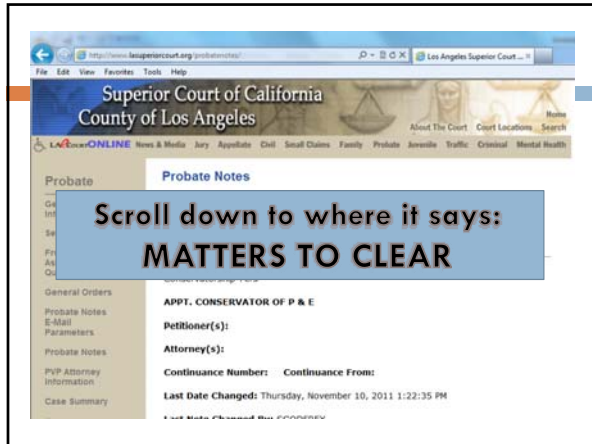 http://www.lasuperiorcourt.org/probatenotes/
Los Angeles Superior Court ...
File Edit View Favorites Tools Help
Superior Court of California
County of Los Angeles
Home
About The Court Court Locations Search
LACourtONLINE News & Media Jury Appellate Civil Small Claims Family Probate Juvenile Traffic Criminal Mental Health
Probate
Probate Notes
Scroll down to where it says:
MATTERS TO CLEAR
General Orders
APPT. CONSERVATOR OF P & E
Probate Notes
E-Mail
Parameters
Petitioner(s):
Attorney(s):
Probate Notes
Continuance Number: Continuance From:
PVP Attorney
Information
Last Date Changed: Thursday, November 10, 2011 1:22:35 PM
Case Summary
Last Note Changed By: